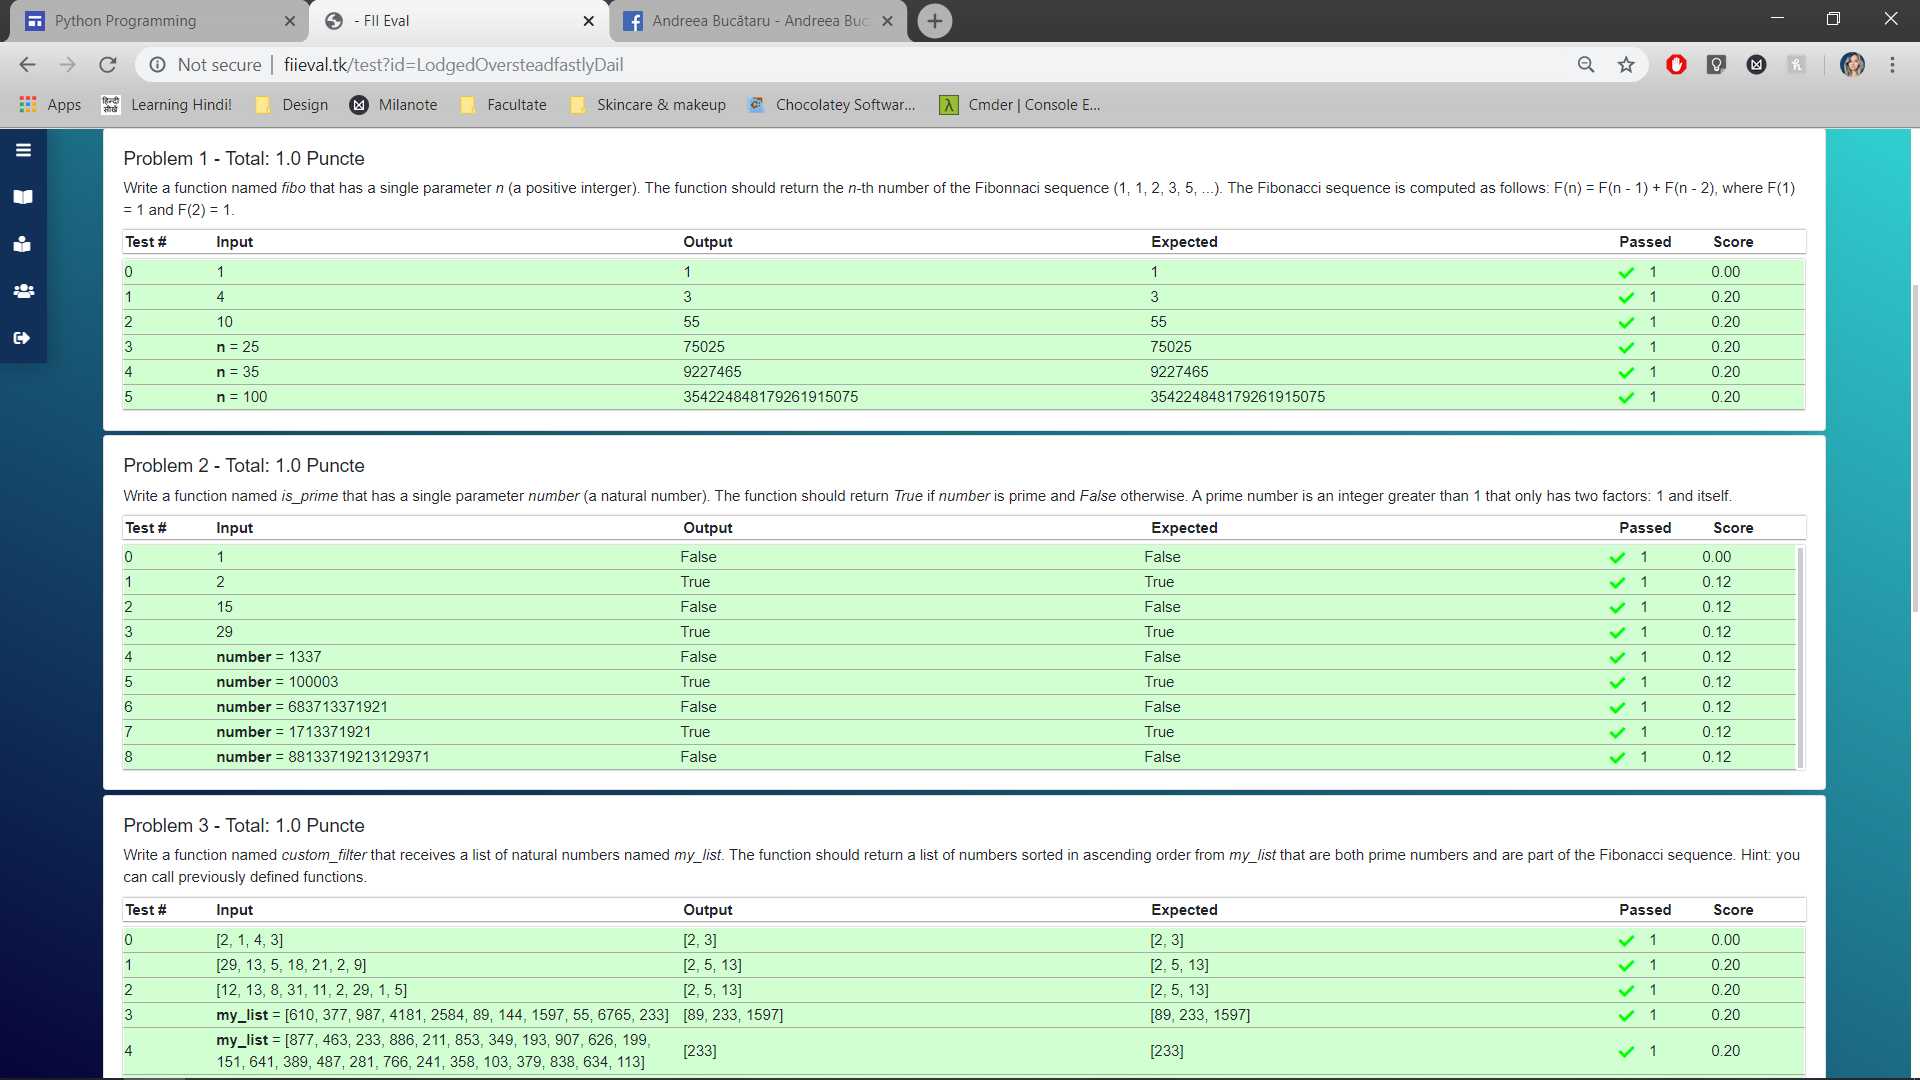 Python Programming
- FII Eval
Andreea Bucătaru - Andreea Buc
Not secure | fiieval.tk/test?id=LodgedOversteadfastlyDail
Apps
हिन्दी सीखें
Learning Hindi!
Design
Milanote
Facultate
Skincare & makeup
Chocolatey Softwar...
λ
Cmder | Console E...
Problem 1 - Total: 1.0 Puncte
Write a function named fibo that has a single parameter n (a positive interger). The function should return the n-th number of the Fibonnaci sequence (1, 1, 2, 3, 5, ...). The Fibonacci sequence is computed as follows: F(n) = F(n - 1) + F(n - 2), where F(1)
= 1 and F(2) = 1.
Test # Input Output Expected Passed Score
0 1 1 1 1 0.00
1 4 3 3 1 0.20
2 10 55 55 1 0.20
3 n = 25 75025 75025 1 0.20
4 n = 35 9227465 9227465 1 0.20
5 n = 100 354224848179261915075 354224848179261915075 1 0.20
Problem 2 - Total: 1.0 Puncte
Write a function named is_prime that has a single parameter number (a natural number). The function should return True if number is prime and False otherwise. A prime number is an integer greater than 1 that only has two factors: 1 and itself.
Test # Input Output Expected Passed Score
0 1 False False 1 0.00
1 2 True True 1 0.12
2 15 False False 1 0.12
3 29 True True 1 0.12
4 number = 1337 False False 1 0.12
5 number = 100003 True True 1 0.12
6 number = 683713371921 False False 1 0.12
7 number = 1713371921 True True 1 0.12
8 number = 88133719213129371 False False 1 0.12
Problem 3 - Total: 1.0 Puncte
Write a function named custom_filter that receives a list of natural numbers named my_list. The function should return a list of numbers sorted in ascending order from my_list that are both prime numbers and are part of the Fibonacci sequence. Hint: you
can call previously defined functions.
Test # Input Output Expected Passed Score
0 [2, 1, 4, 3] [2, 3] [2, 3] 1 0.00
1 [29, 13, 5, 18, 21, 2, 9] [2, 5, 13] [2, 5, 13] 1 0.20
2 [12, 13, 8, 31, 11, 2, 29, 1, 5] [2, 5, 13] [2, 5, 13] 1 0.20
3 my_list = [610, 377, 987, 4181, 2584, 89, 144, 1597, 55, 6765, 233] [89, 233, 1597] [89, 233, 1597] 1 0.20
4 my_list = [877, 463, 233, 886, 211, 853, 349, 193, 907, 626, 199,
151, 641, 389, 487, 281, 766, 241, 358, 103, 379, 838, 634, 113] [233] [233] 1 0.20